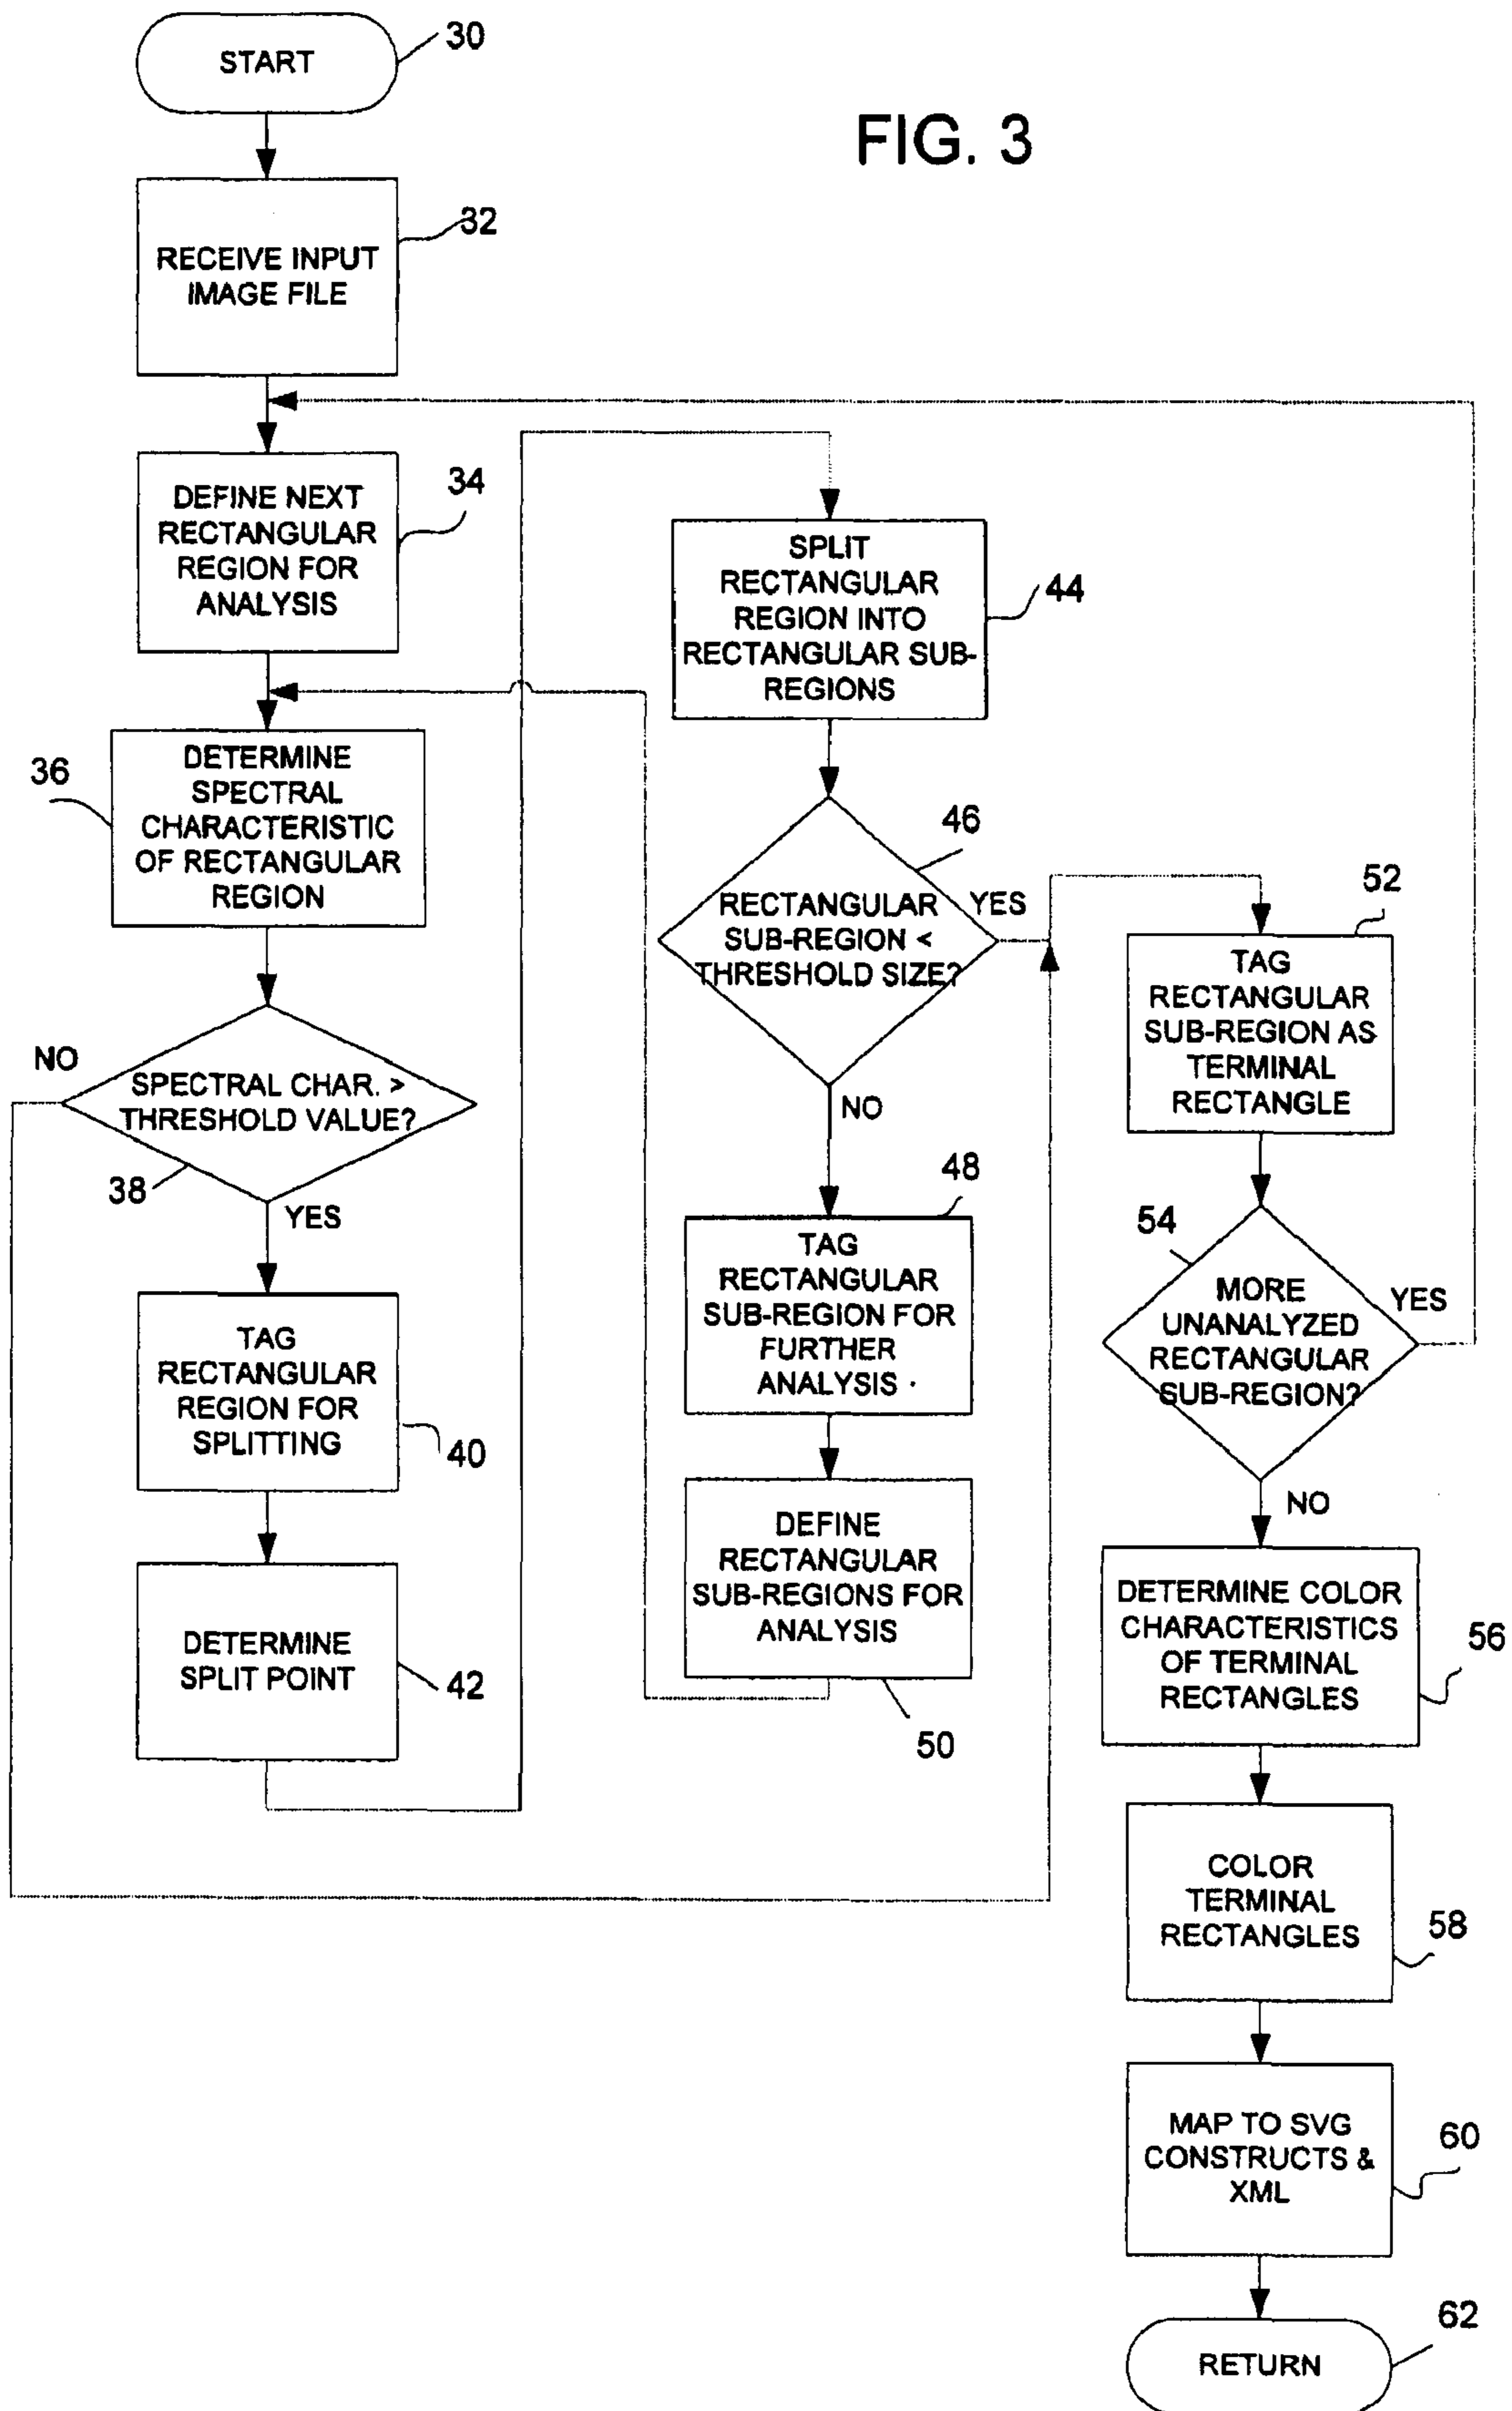 START
30
FIG. 3
RECEIVE INPUT
IMAGE FILE
32
DEFINE NEXT
RECTANGULAR
REGION FOR
ANALYSIS
34
DETERMINE
SPECTRAL
CHARACTERISTIC
OF RECTANGULAR
REGION
36
NO
SPECTRAL CHAR. >
THRESHOLD VALUE?
38
YES
TAG
RECTANGULAR
REGION FOR
SPLITTING
40
DETERMINE
SPLIT POINT
42
SPLIT
RECTANGULAR
REGION INTO
RECTANGULAR SUB-
REGIONS
44
46
RECTANGULAR
SUB-REGION <
THRESHOLD SIZE?
YES
NO
48
TAG
RECTANGULAR
SUB-REGION FOR
FURTHER
ANALYSIS
DEFINE
RECTANGULAR
SUB-REGIONS FOR
ANALYSIS
50
52
TAG
RECTANGULAR
SUB-REGION AS
TERMINAL
RECTANGLE
54
MORE
UNANALYZED
RECTANGULAR
SUB-REGION?
YES
NO
DETERMINE COLOR
CHARACTERISTICS
OF TERMINAL
RECTANGLES
56
COLOR
TERMINAL
RECTANGLES
58
MAP TO SVG
CONSTRUCTS &
XML
60
RETURN
62